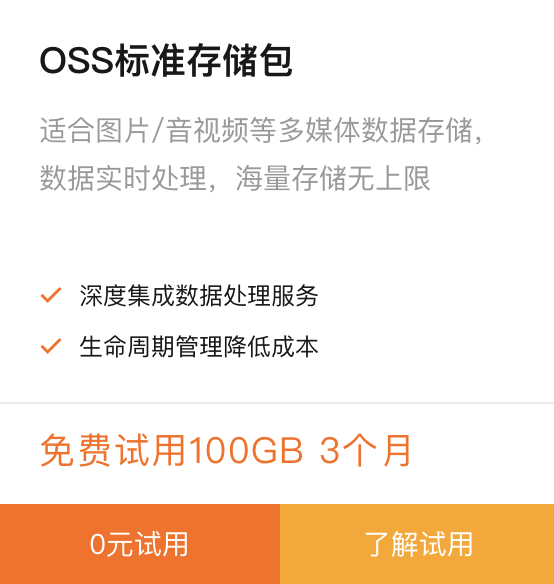 OSS标准存储包
适合图片/音视频等多媒体数据存储，
数据实时处理，海量存储无上限
深度集成数据处理服务
生命周期管理降低成本
免费试用100GB 3个月
0元试用
了解试用